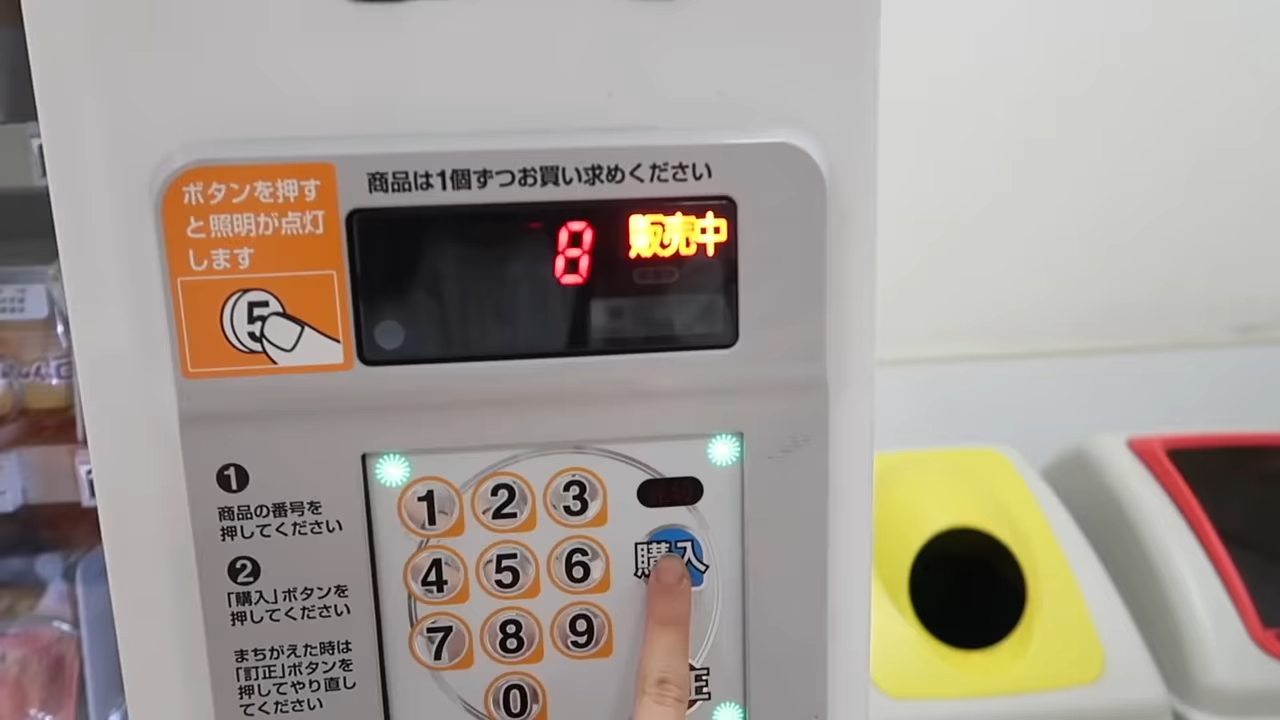 商品は1個ずつお買い求めください
ボタンを押す
と照明が点灯
します
5
8
販売中
1
商品の番号を
押してください
2
「購入」ボタンを
押してください
まちがえた時は
「訂正」ボタンを
押してやり直し
てください
1 2 3
4 5 6
7 8 9
0
購入
正